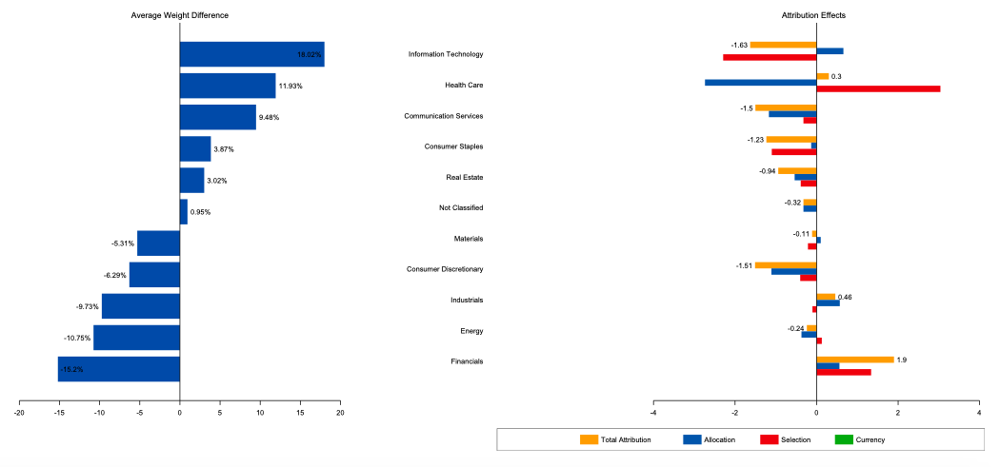 Average Weight Difference
Attribution Effects
18.02%
Information Technology
-1.63
11.93%
Health Care
0.3
9.48%
Communication Services
-1.5
3.87%
Consumer Staples
-1.23
3.02%
Real Estate
-0.94
0.95%
Not Classified
-0.32
-5.31%
Materials
-0.11
-6.29%
Consumer Discretionary
-1.51
-9.73%
Industrials
0.46
-10.75%
Energy
-0.24
-15.2%
Financials
1.9
-20 -15 -10 -5 0 5 10 15 20
-4 -2 0 2 4
Total Attribution Allocation Selection Currency